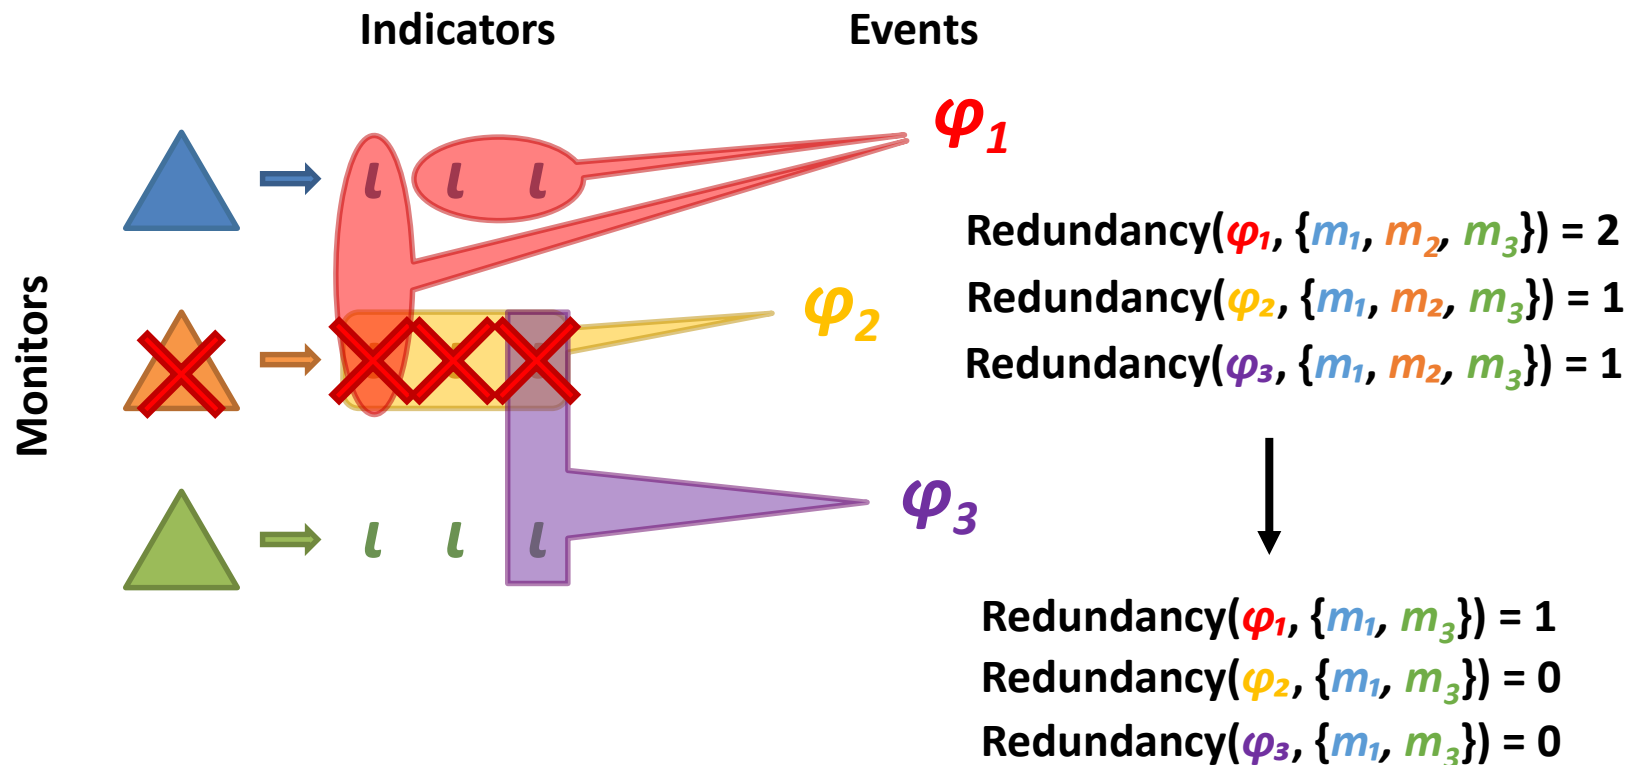 Indicators
Events
Monitors
φ₁
ι ι ι
φ₂
φ₃
ι ι ι
Redundancy(φ₁, {m₁, m₂, m₃}) = 2
Redundancy(φ₂, {m₁, m₂, m₃}) = 1
Redundancy(φ₃, {m₁, m₂, m₃}) = 1
Redundancy(φ₁, {m₁, m₃}) = 1
Redundancy(φ₂, {m₁, m₃}) = 0
Redundancy(φ₃, {m₁, m₃}) = 0